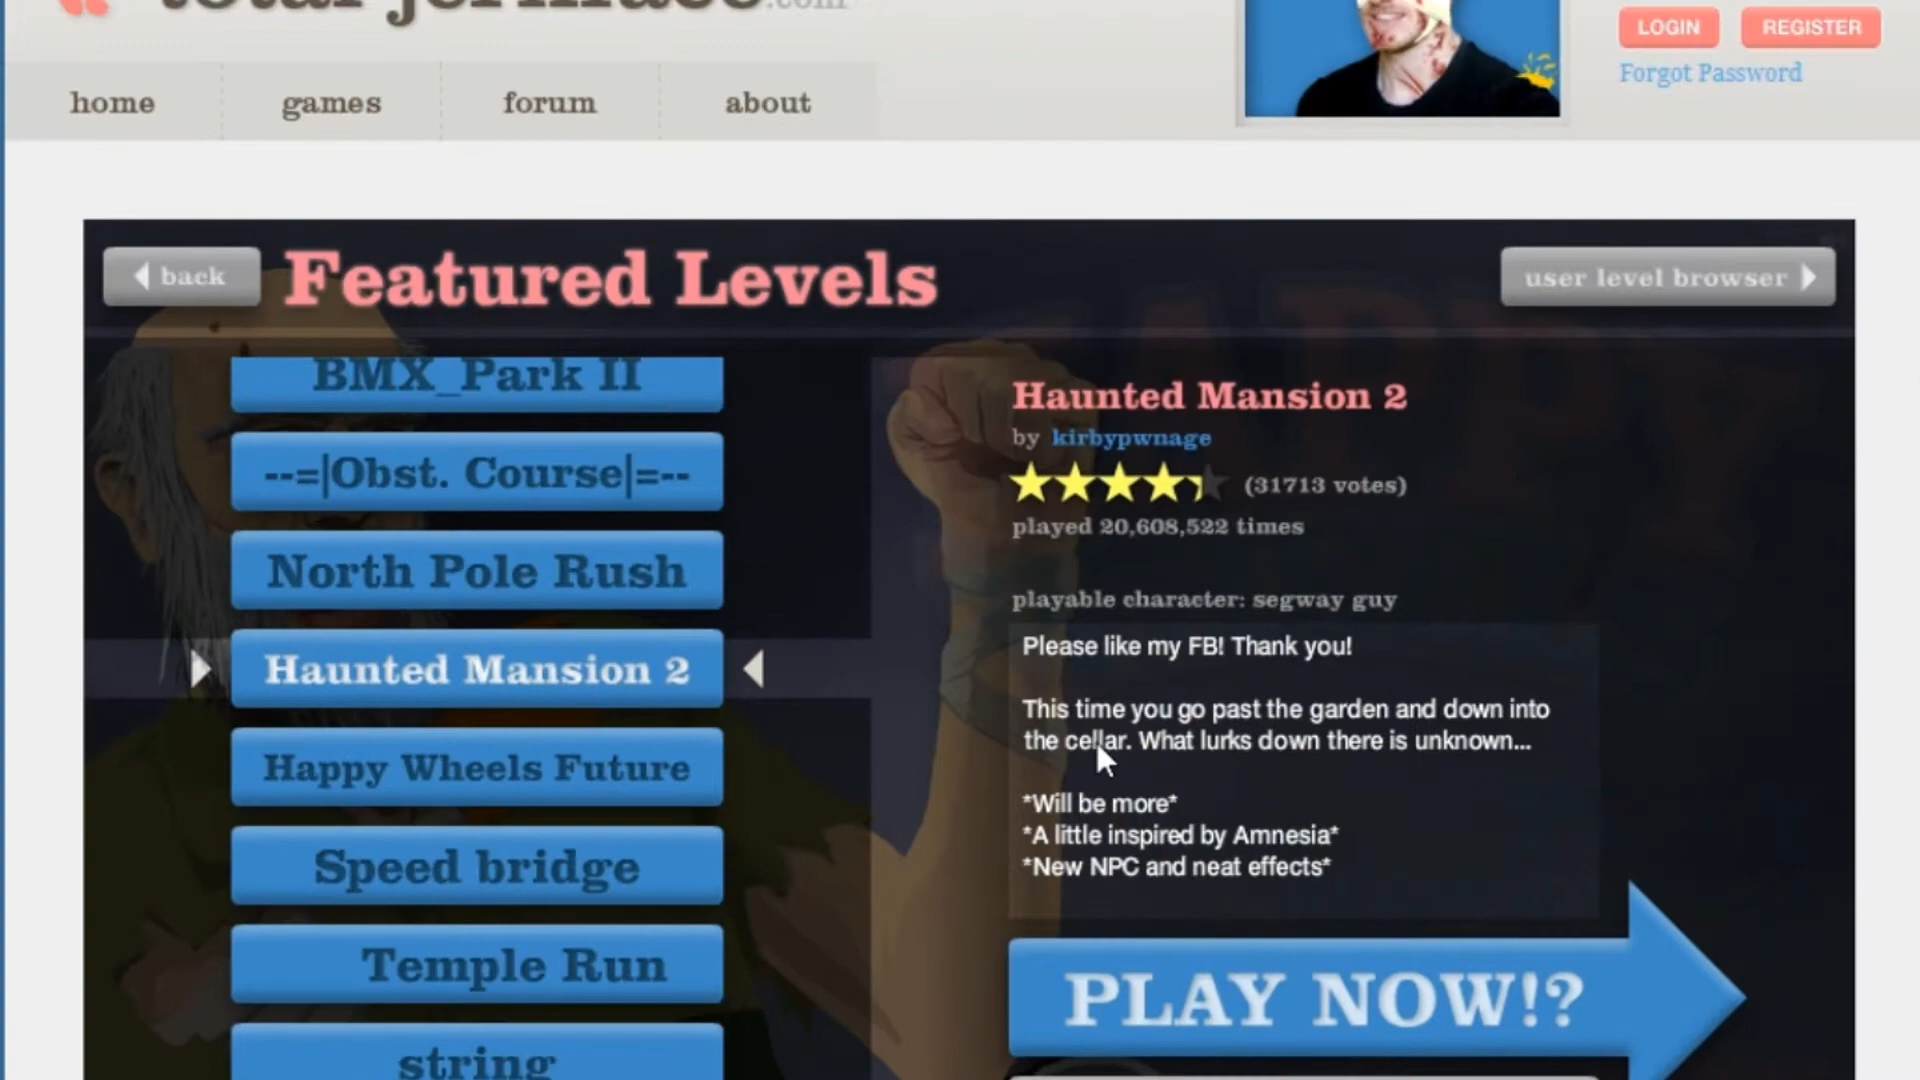 total jerkface.com
LOGIN
REGISTER
Forgot Password
home
games
forum
about
back
Featured Levels
user level browser
BMX_Park II
--=|Obst. Course|=--
North Pole Rush
Haunted Mansion 2
Happy Wheels Future
Speed bridge
Temple Run
string
Haunted Mansion 2
by kirbypwnage
(31713 votes)
played 20,608,522 times
playable character: segway guy
Please like my FB! Thank you!
This time you go past the garden and down into
the cellar. What lurks down there is unknown...
*Will be more*
*A little inspired by Amnesia*
*New NPC and neat effects*
PLAY NOW!?